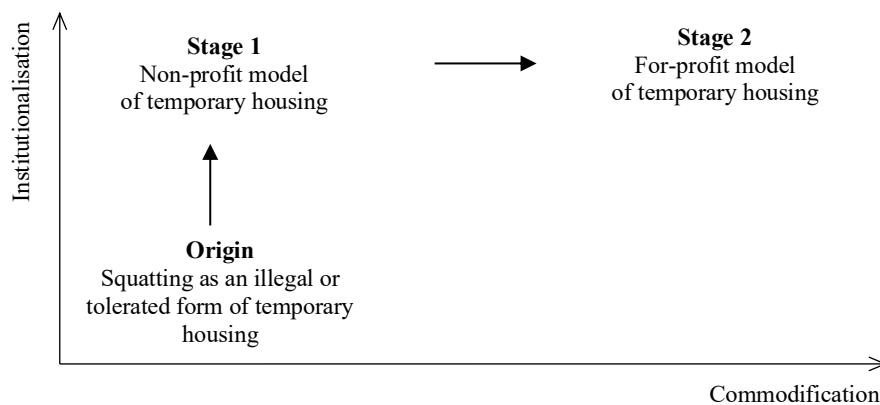 Institutionalisation
Stage 1
Non-profit model
of temporary housing
Stage 2
For-profit model
of temporary housing
Origin
Squatting as an illegal or
tolerated form of temporary
housing
Commodification